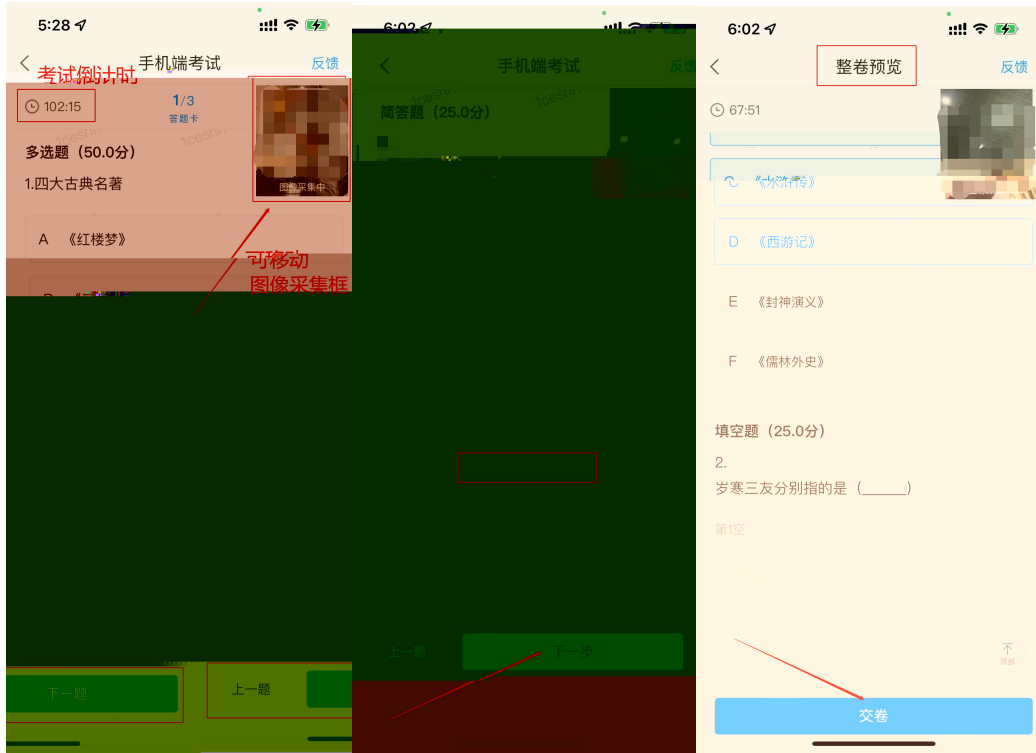 5:28
手机端考试
反馈
考试倒计时
102:15
1/3
答题卡
1ceshi
1ceshi
多选题（50.0分）
1.四大古典名著
图像采集中
A 《红楼梦》
可移动
图像采集框
下一题
上一题
6:02
手机端考试
反馈
1ceshi
1ceshi
简答题（25.0分）
上一题
下一步
6:02
整卷预览
反馈
67:51
C 《水浒传》
D 《西游记》
E 《封神演义》
F 《儒林外史》
填空题（25.0分）
2.
岁寒三友分别指的是（______）
第1空
顶部
交卷